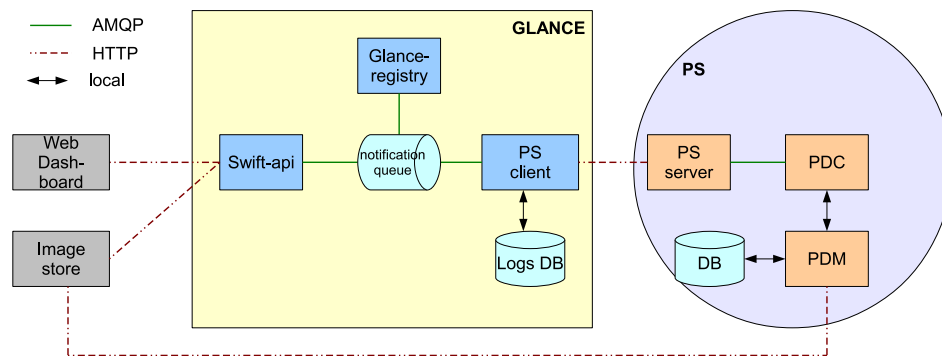 AMQP
HTTP
local
GLANCE
PS
Glance-
registry
Web
Dash-
board
Swift-api
notification
queue
PS
client
PS
server
PDC
Image
store
Logs DB
DB
PDM